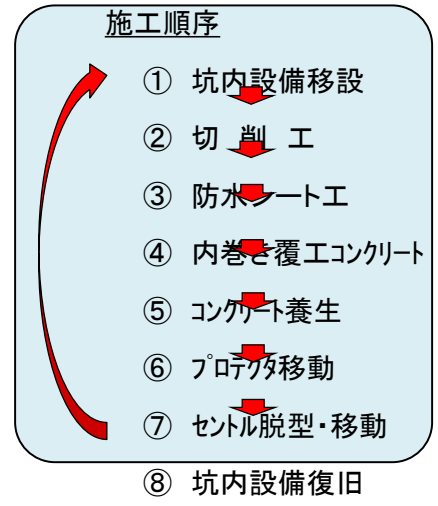 施工順序
① 坑内設備移設
② 切 削 工
③ 防水シート工
④ 内巻き覆工ｺﾝｸﾘｰﾄ
⑤ ｺﾝｸﾘｰﾄ養生
⑥ ﾌﾟﾛﾃｸﾀ移動
⑦ ｾﾝﾄﾙ脱型・移動
⑧ 坑内設備復旧